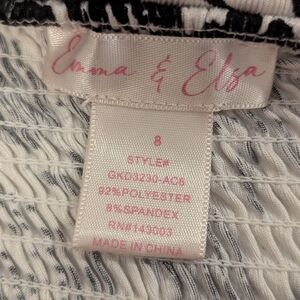 Emma & Elsa
8
STYLE#
GKD3230-AC6
92%POLYESTER
8%SPANDEX
RN#143003
MADE IN CHINA